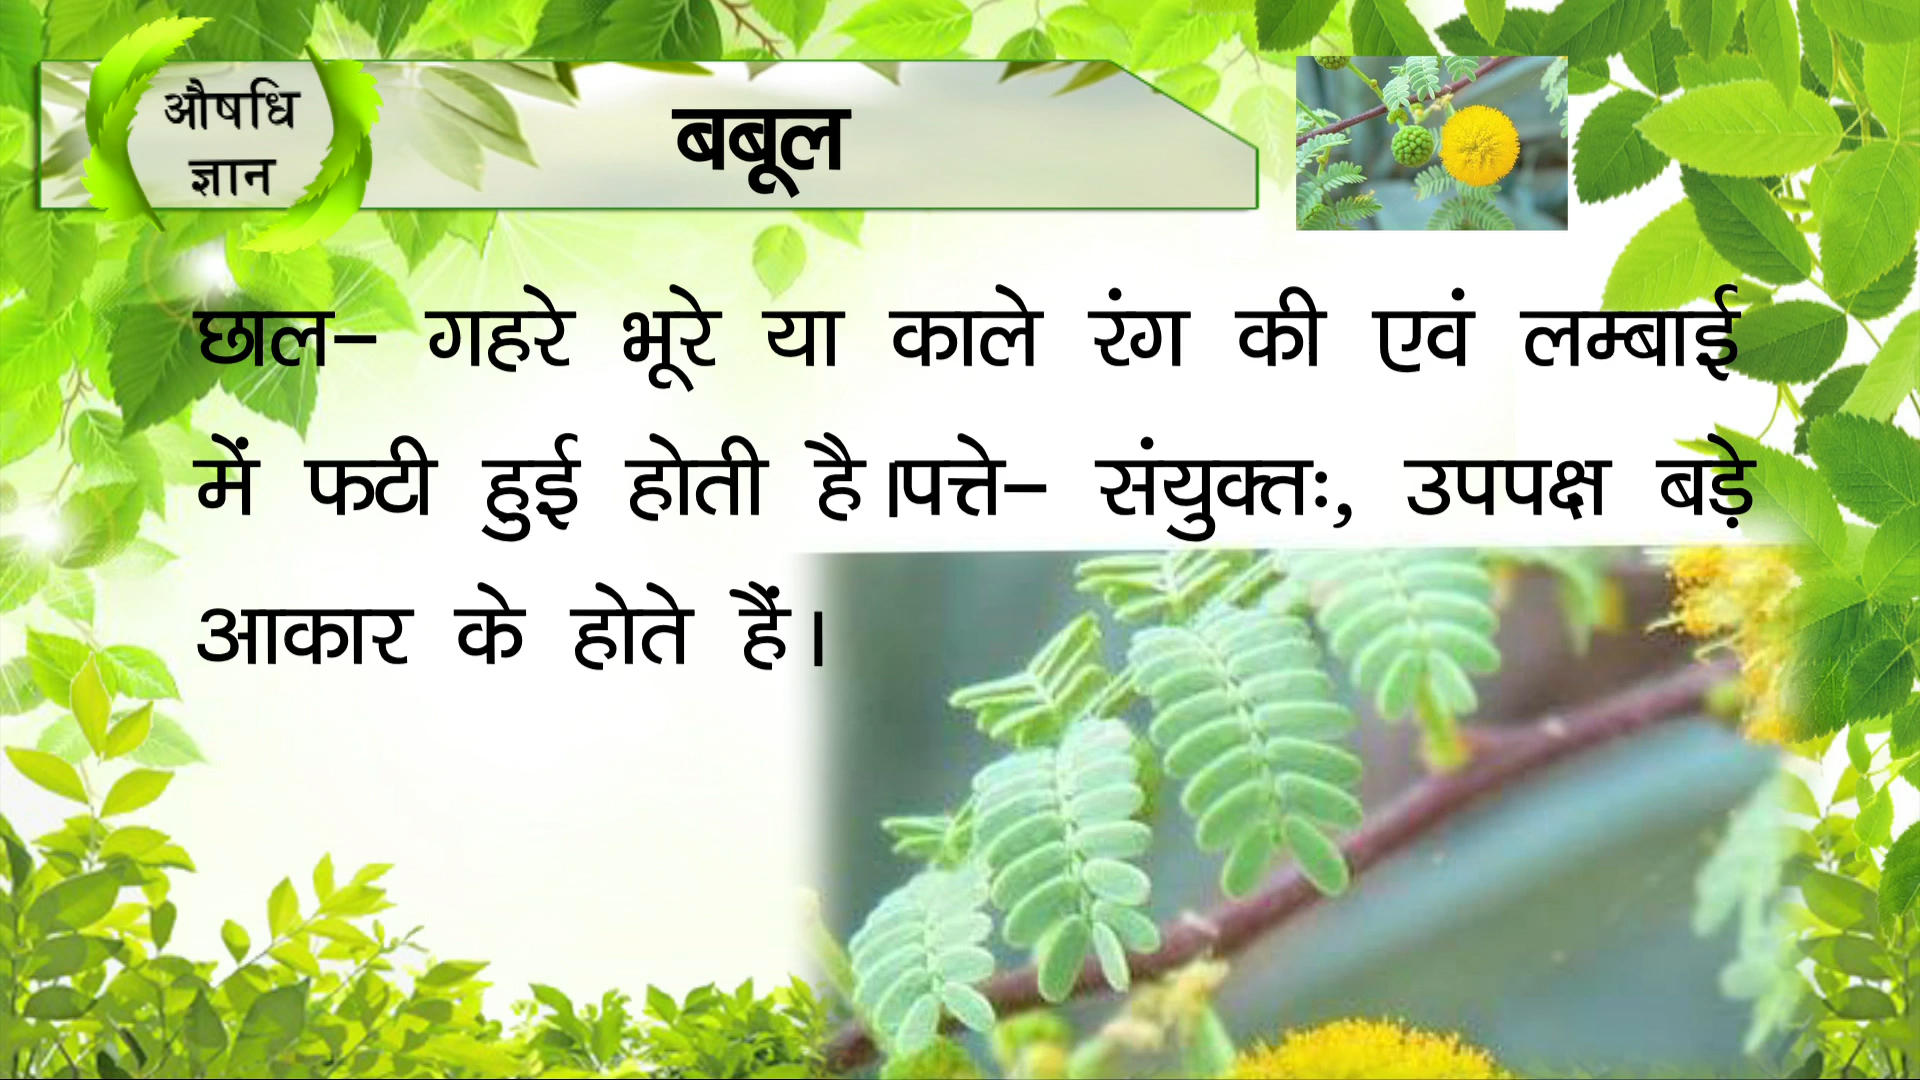 औषधि
ज्ञान
बबूल
छाल- गहरे भूरे या काले रंग की एवं लम्बाई
में फटी हुई होती है।पत्ते- संयुक्तः, उपपक्ष बड़े
आकार के होते हैं।